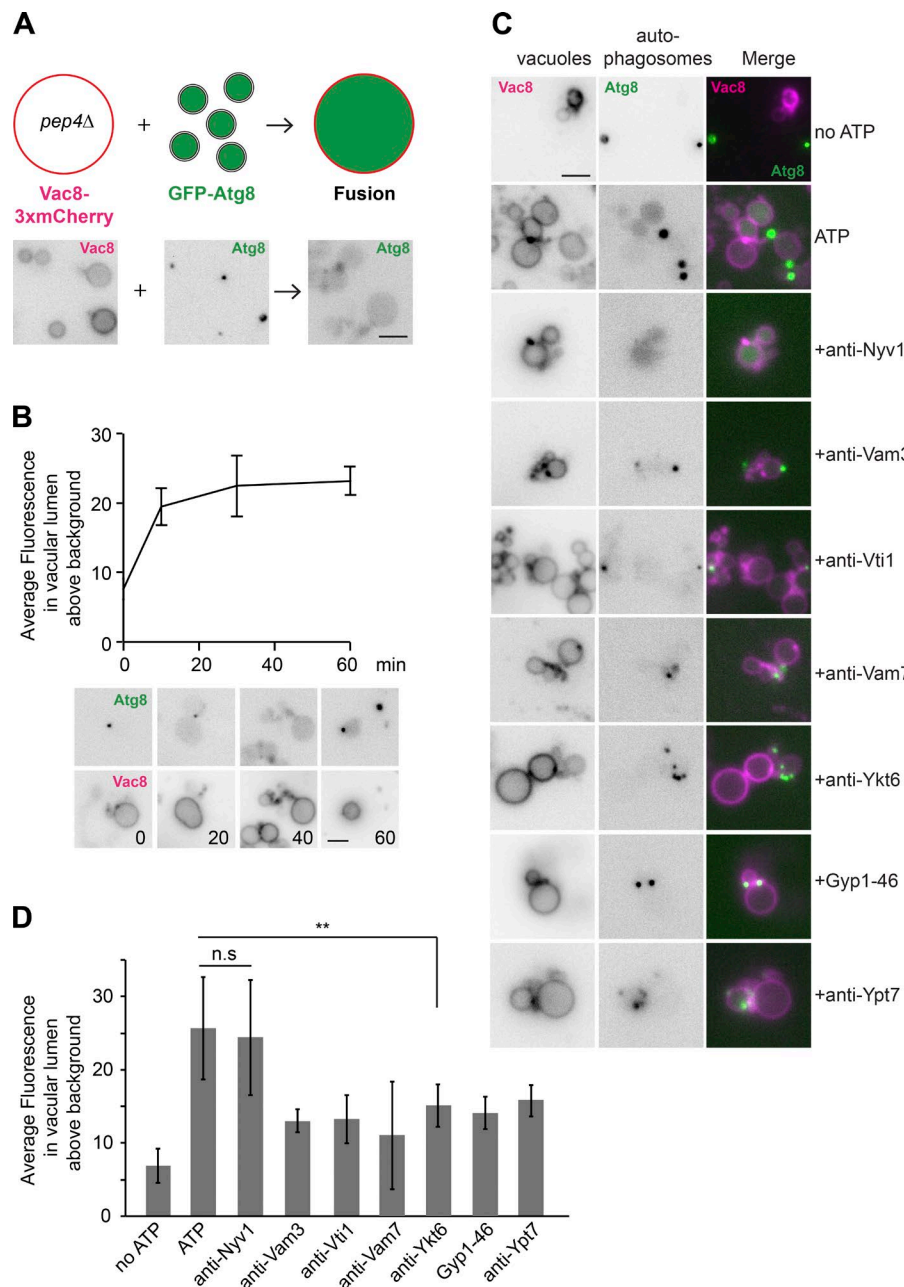 A
pep4Δ
+
Vac8-
3xmCherry
GFP-Atg8
Fusion
Vac8
+
Atg8
Atg8
B
Average Fluorescence
in vacular lumen
above background
30
20
10
0
0
20
40
60
min
Atg8
Vac8
0
20
40
60
C
vacuoles
auto-
phagosomes
Merge
Vac8
Atg8
Vac8
Atg8
no ATP
ATP
+anti-Nyv1
+anti-Vam3
+anti-Vti1
+anti-Vam7
+anti-Ykt6
+Gyp1-46
+anti-Ypt7
D
Average Fluorescence
in vacular lumen
above background
**
n.s
30
20
10
0
no ATP
ATP
anti-Nyv1
anti-Vam3
anti-Vti1
anti-Vam7
anti-Ykt6
Gyp1-46
anti-Ypt7